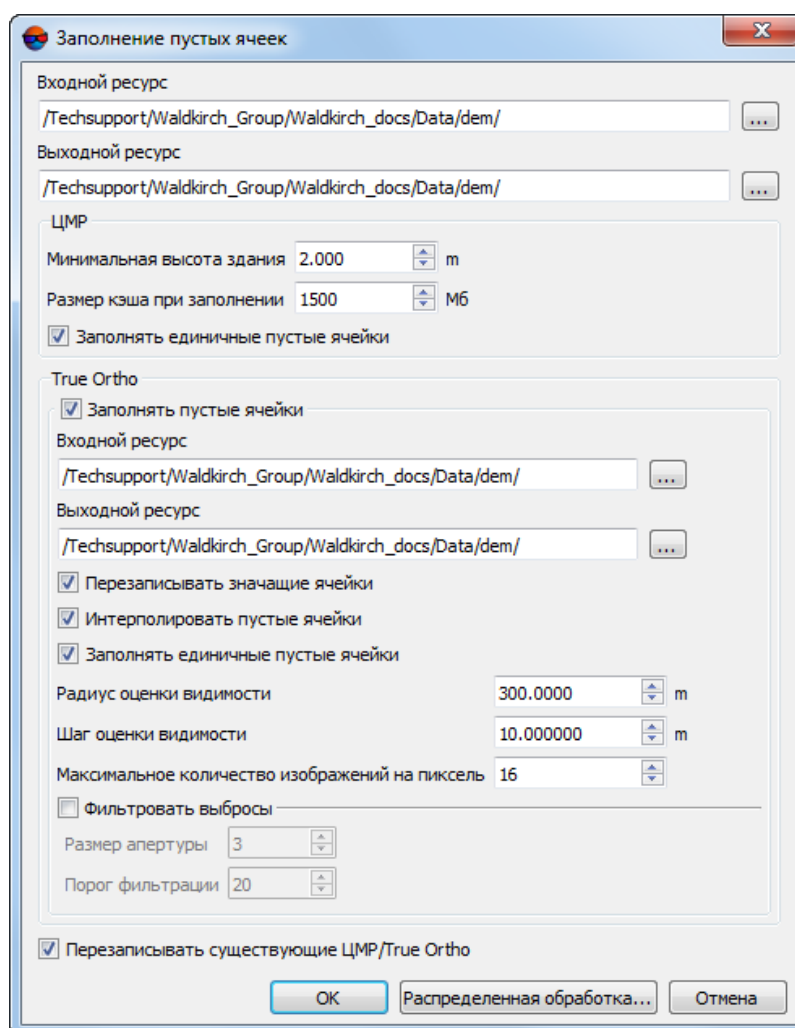 Заполнение пустых ячеек
Входной ресурс
/Techsupport/Waldkirch_Group/Waldkirch_docs/Data/dem/
...
Выходной ресурс
/Techsupport/Waldkirch_Group/Waldkirch_docs/Data/dem/
...
ЦМР
Минимальная высота здания 2.000 m
Размер кэша при заполнении 1500 Мб
Заполнять единичные пустые ячейки
True Ortho
Заполнять пустые ячейки
Входной ресурс
/Techsupport/Waldkirch_Group/Waldkirch_docs/Data/dem/
...
Выходной ресурс
/Techsupport/Waldkirch_Group/Waldkirch_docs/Data/dem/
...
Перезаписывать значащие ячейки
Интерполировать пустые ячейки
Заполнять единичные пустые ячейки
Радиус оценки видимости 300.0000 m
Шаг оценки видимости 10.000000 m
Максимальное количество изображений на пиксель 16
Фильтровать выбросы
Размер апертуры 3
Порог фильтрации 20
Перезаписывать существующие ЦМР/True Ortho
OK Распределенная обработка... Отмена